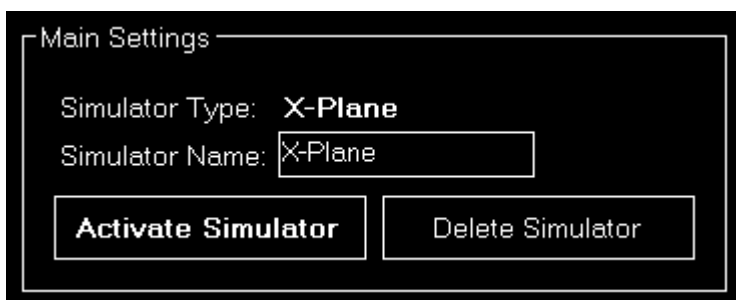 Main Settings
Simulator Type: X-Plane
Simulator Name: X-Plane
Activate Simulator Delete Simulator